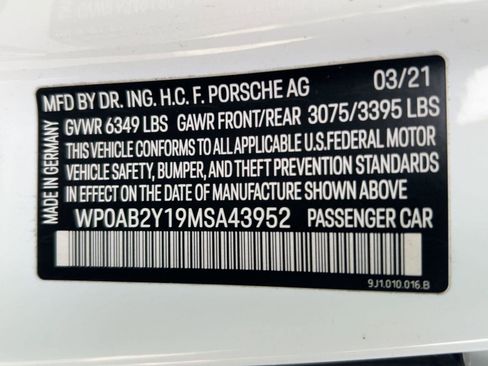 MFD BY DR. ING. H.C. F. PORSCHE AG 03/21
GVWR 6349 LBS GAWR FRONT/REAR 3075/3395 LBS
THIS VEHICLE CONFORMS TO ALL APPLICABLE U.S.FEDERAL MOTOR
VEHICLE SAFETY, BUMPER, AND THEFT PREVENTION STANDARDS
IN EFFECT ON THE DATE OF MANUFACTURE SHOWN ABOVE
WP0AB2Y19MSA43952 PASSENGER CAR
9J1.010.016.B
MADE IN GERMANY